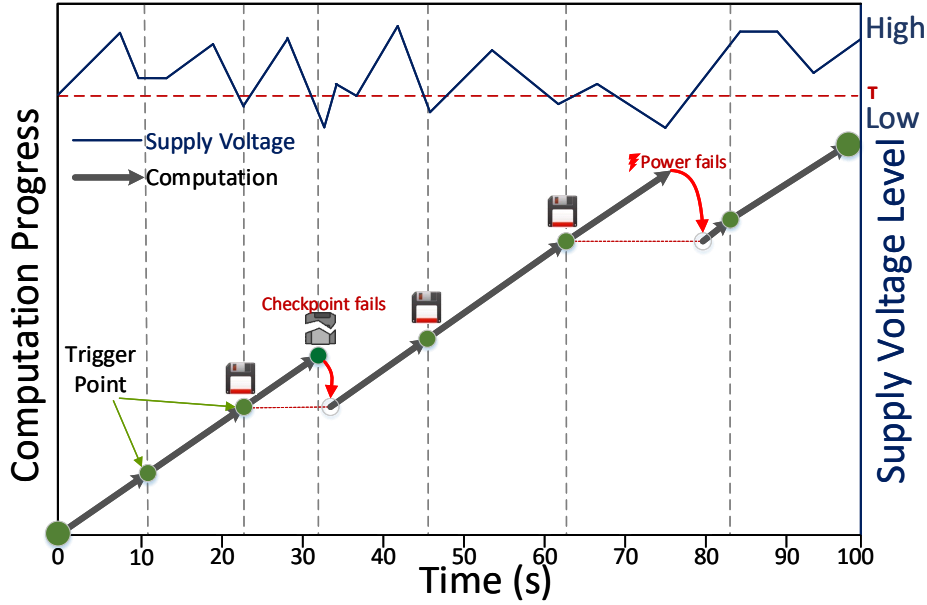 High
T
Low
Supply Voltage
Computation
Power fails
Checkpoint fails
Trigger
Point
Computation Progress
Supply Voltage Level
0
10
20
30
40
50
60
70
80
90
100
Time (s)